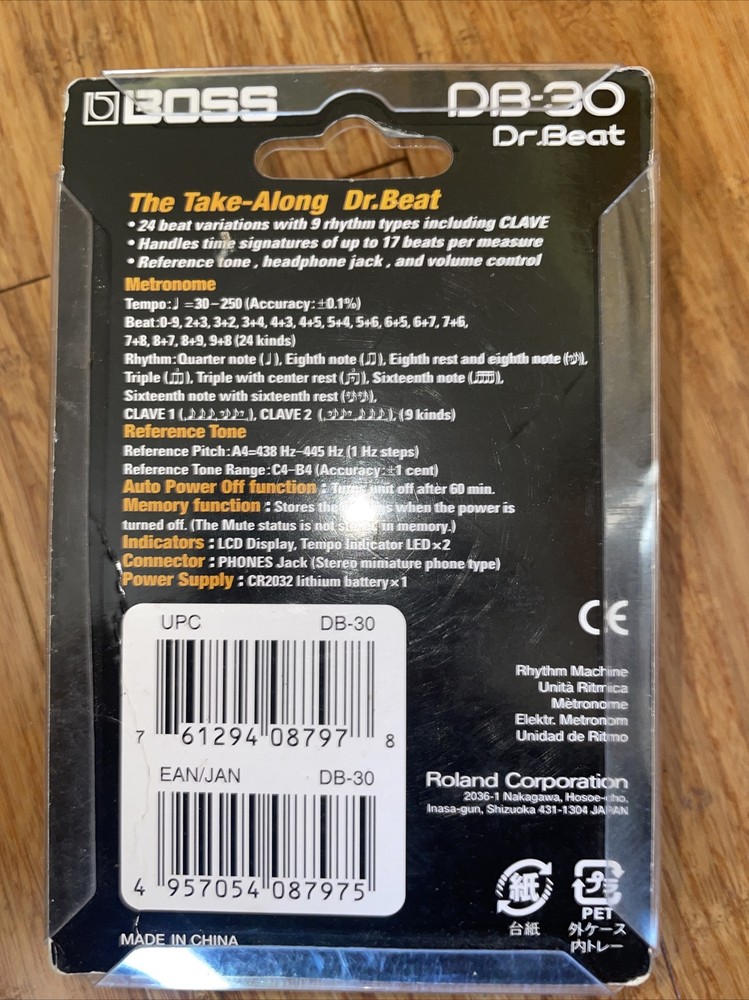 BOSS DB-30
Dr.Beat
The Take-Along Dr.Beat
• 24 beat variations with 9 rhythm types including CLAVE
• Handles time signatures of up to 17 beats per measure
• Reference tone , headphone jack , and volume control
Metronome
Tempo:♩=30–250 (Accuracy:±0.1%)
Beat:0-9, 2+3, 3+2, 3+4, 4+3, 4+5, 5+4, 5+6, 6+5, 6+7, 7+6,
7+8, 8+7, 8+9, 9+8 (24 kinds)
Rhythm:Quarter note (♩), Eighth note (♫), Eighth rest and eighth note (),
Triple (), Triple with center rest (), Sixteenth note (),
Sixteenth note with sixteenth rest (),
CLAVE 1 (), CLAVE 2 (), (9 kinds)
Reference Tone
Reference Pitch:A4=438 Hz–445 Hz (1 Hz steps)
Reference Tone Range:C4–B4 (Accuracy:±1 cent)
Auto Power Off function : Turns unit off after 60 min.
Memory function : Stores the when the power is
turned off. (The Mute status is not stored in memory.)
Indicators : LCD Display, Tempo Indicator LED×2
Connector : PHONES Jack (Stereo miniature phone type)
Power Supply : CR2032 lithium battery×1
UPC DB-30
7 61294 08797 8
EAN/JAN DB-30
4 957054 087975
MADE IN CHINA
CE
Rhythm Machine
Unità Ritmica
Mètronome
Elektr. Metronom
Unidad de Ritmo
Roland Corporation
2036-1 Nakagawa, Hosoe-cho,
Inasa-gun, Shizuoka 431-1304 JAPAN
紙
台紙
プラ
PET
外ケース
内トレー